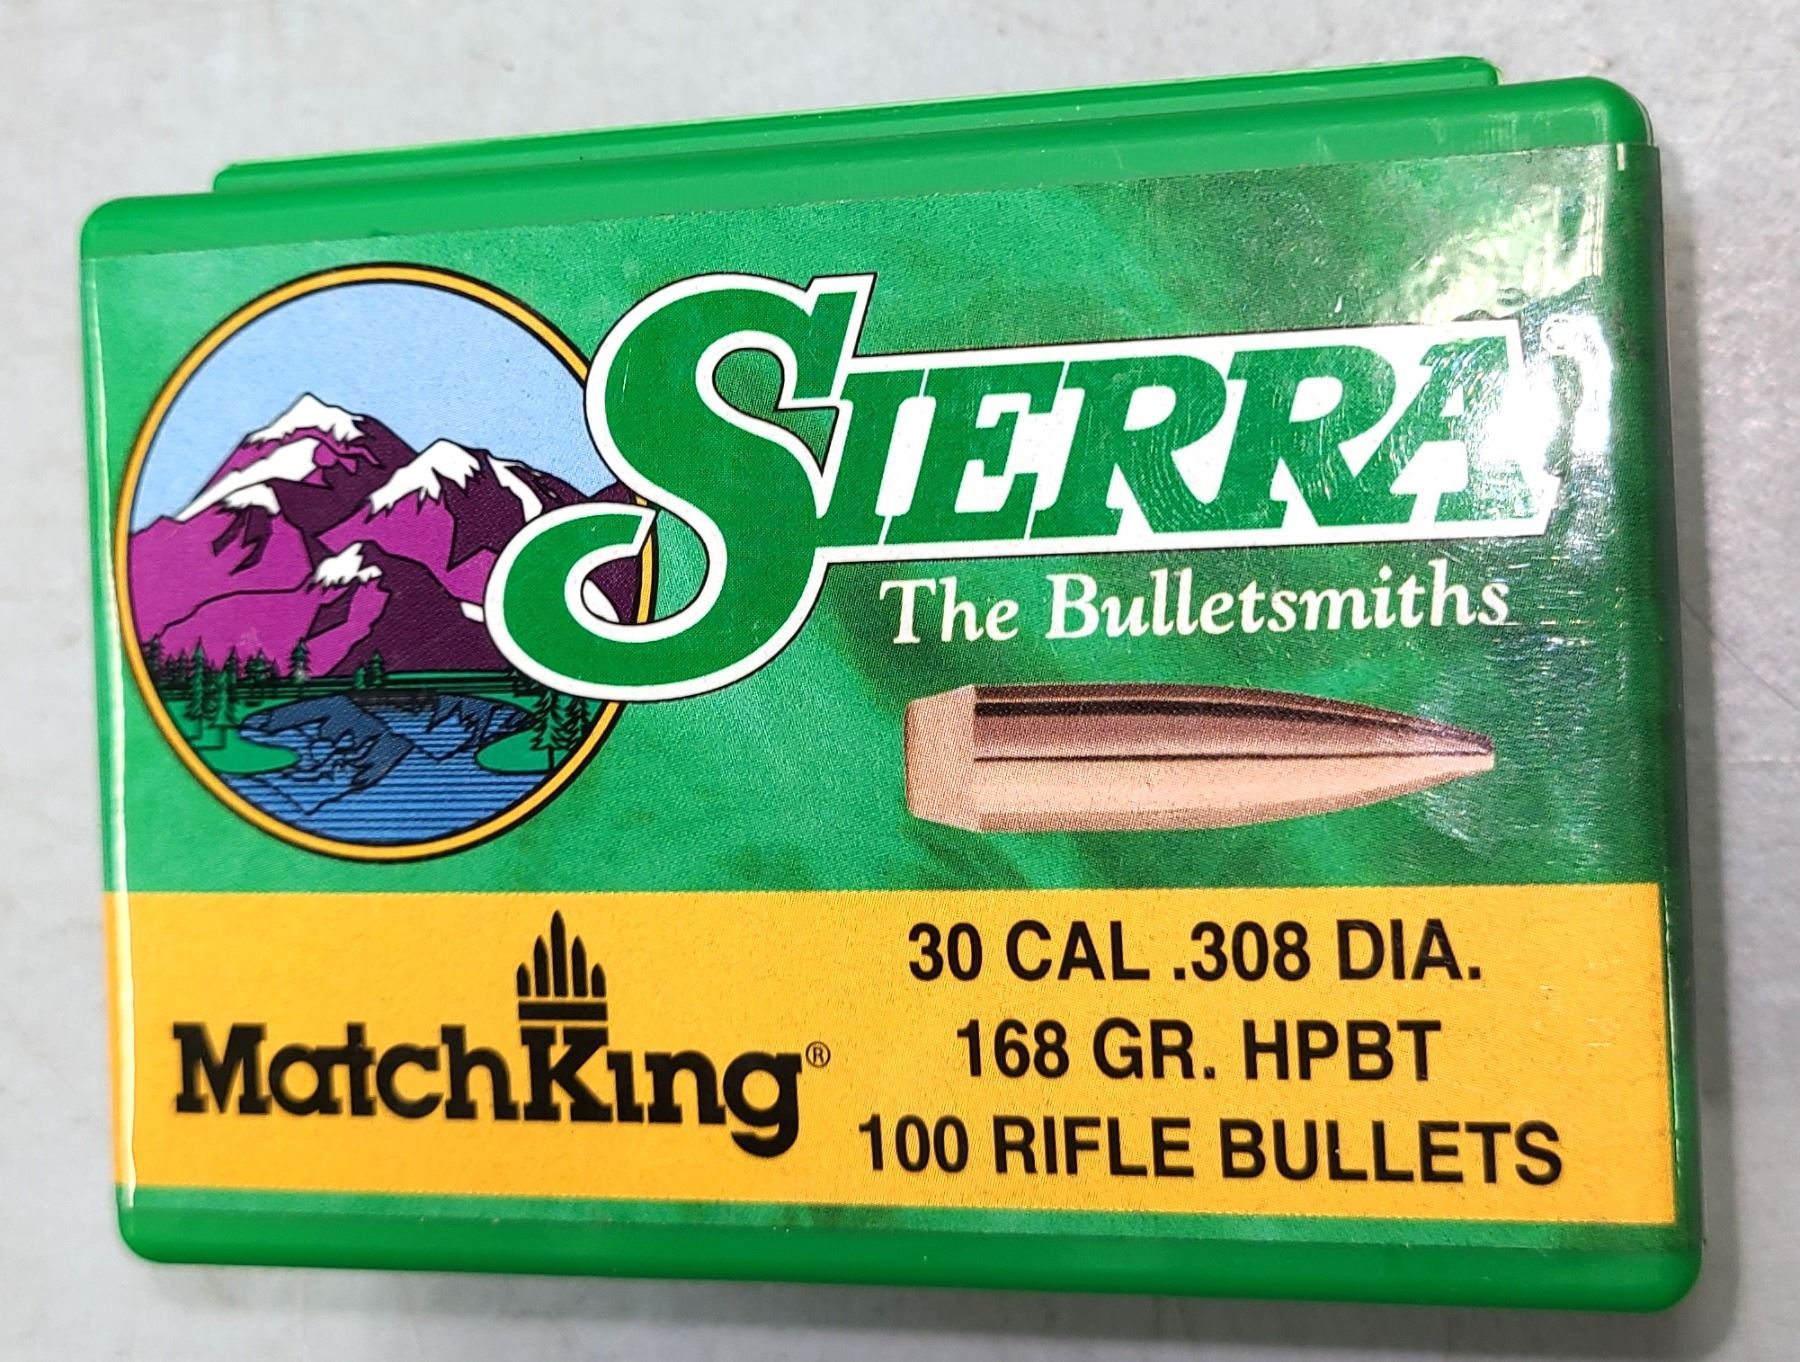 SIERRA®
The Bulletsmiths
MatchKing®
30 CAL .308 DIA.
168 GR. HPBT
100 RIFLE BULLETS